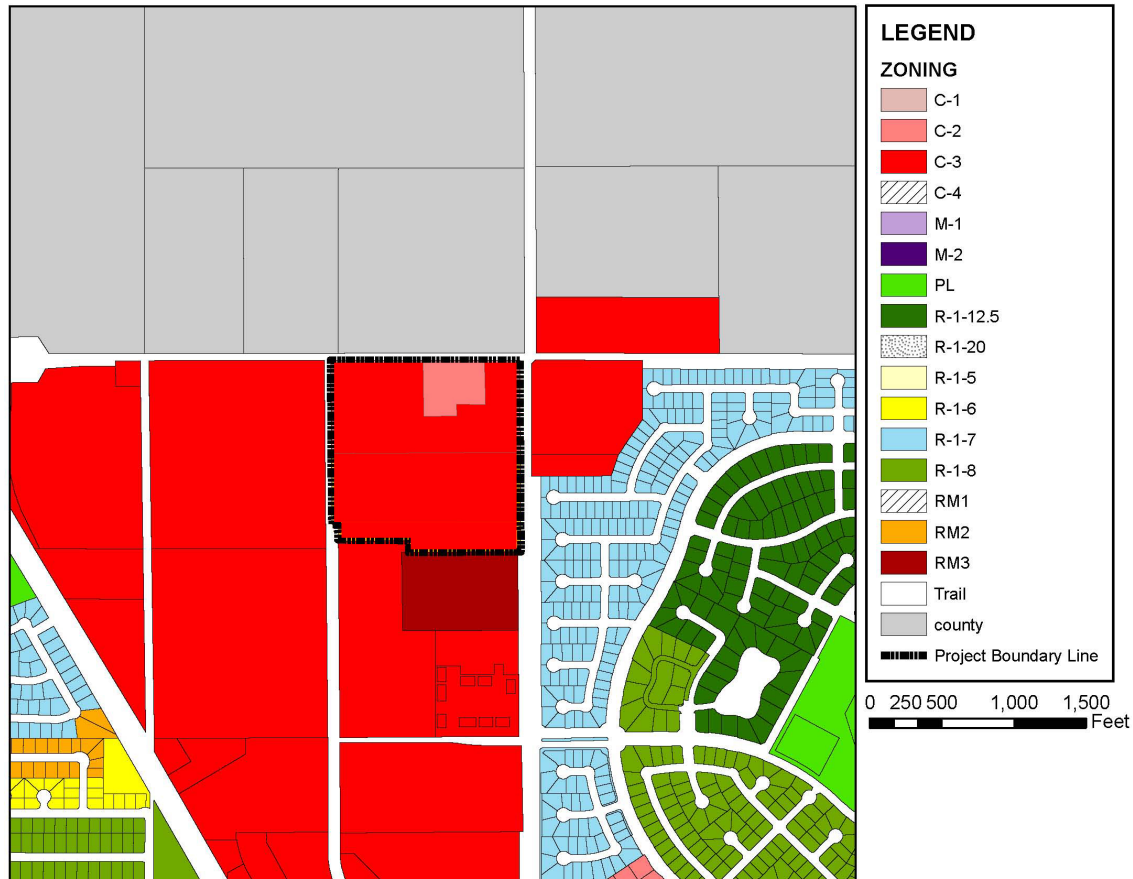 LEGEND
ZONING
C-1
C-2
C-3
C-4
M-1
M-2
PL
R-1-12.5
R-1-20
R-1-5
R-1-6
R-1-7
R-1-8
RM1
RM2
RM3
Trail
county
Project Boundary Line
0 250 500 1,000 1,500
Feet